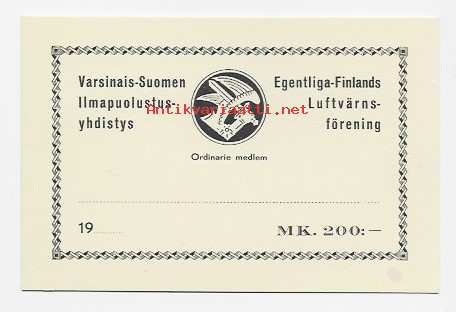 Varsinais-Suomen
Ilmapuolustus-
yhdistys
Egentliga-Finlands
Luftvärns-
förening
Antikvariaatti.net
Ordinarie medlem
19
MK. 200:—